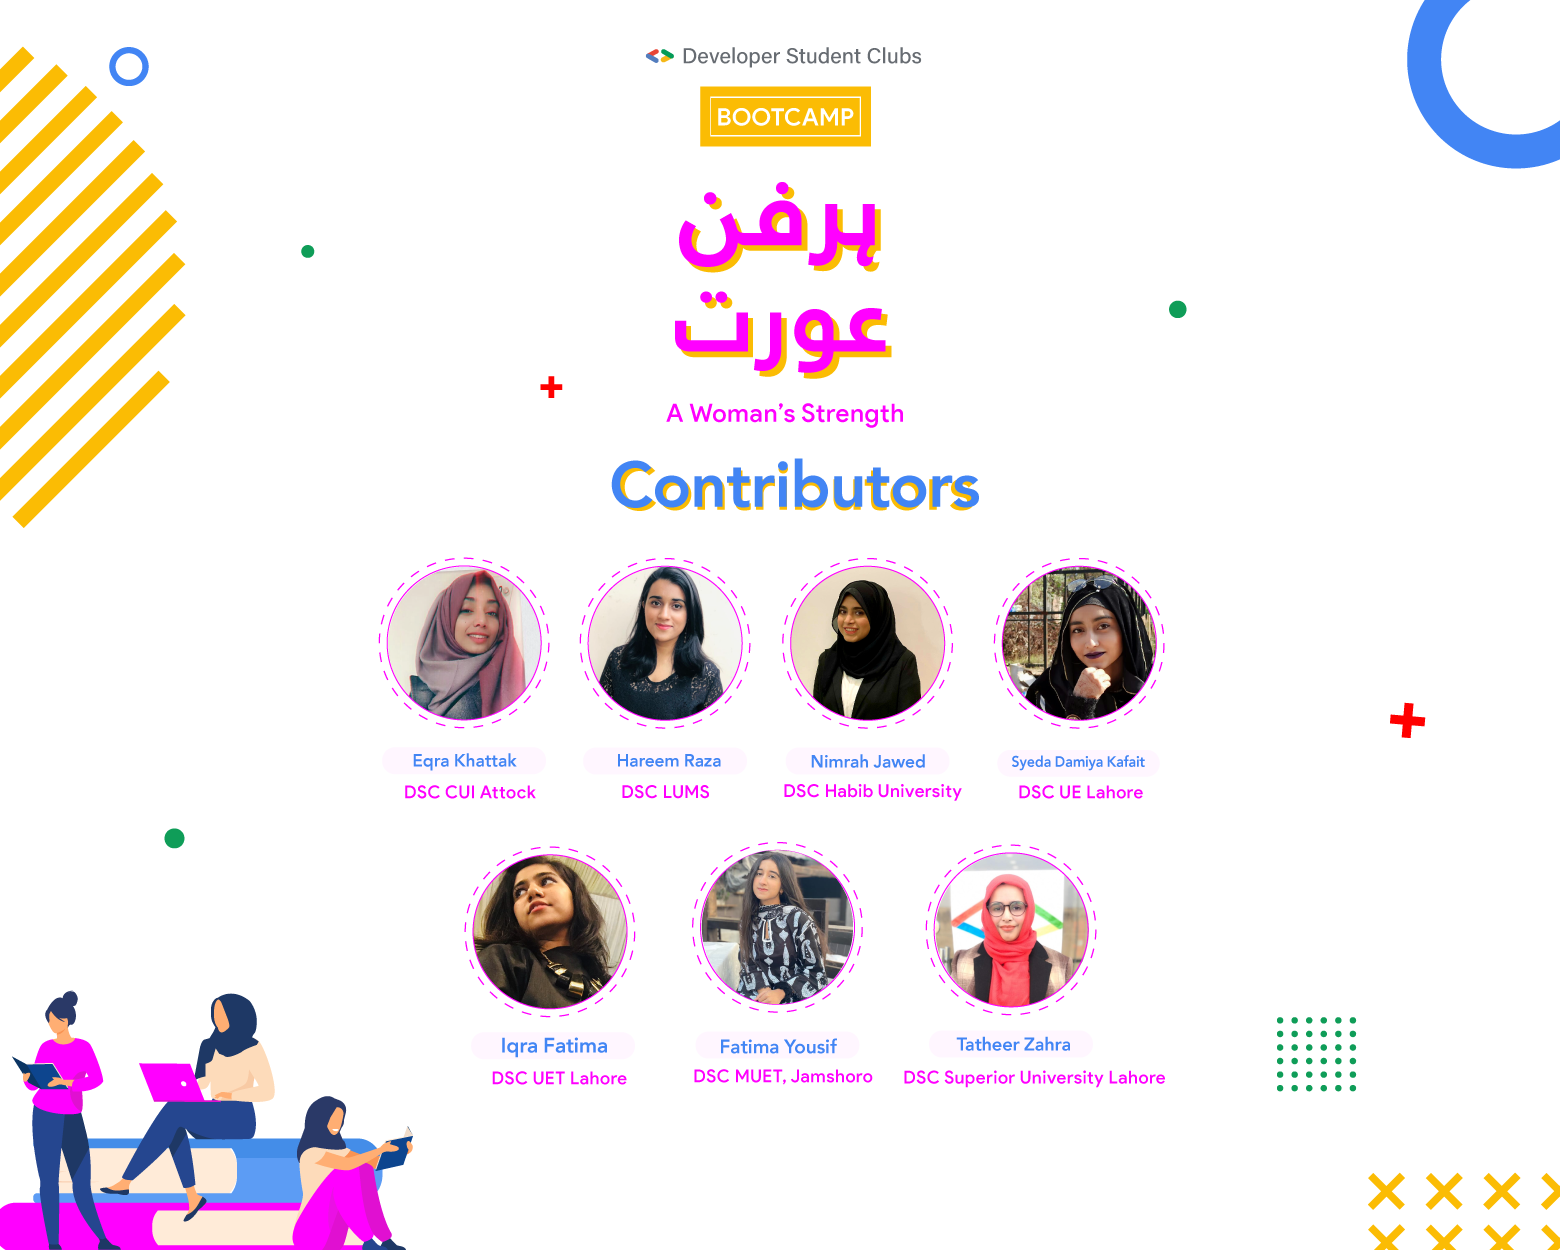 Developer Student Clubs
BOOTCAMP
ہرفن
عورت
A Woman's Strength
Contributors
Eqra Khattak
DSC CUI Attock
Hareem Raza
DSC LUMS
Nimrah Jawed
DSC Habib University
Syeda Damiya Kafait
DSC UE Lahore
Iqra Fatima
DSC UET Lahore
Fatima Yousif
DSC MUET, Jamshoro
Tatheer Zahra
DSC Superior University Lahore